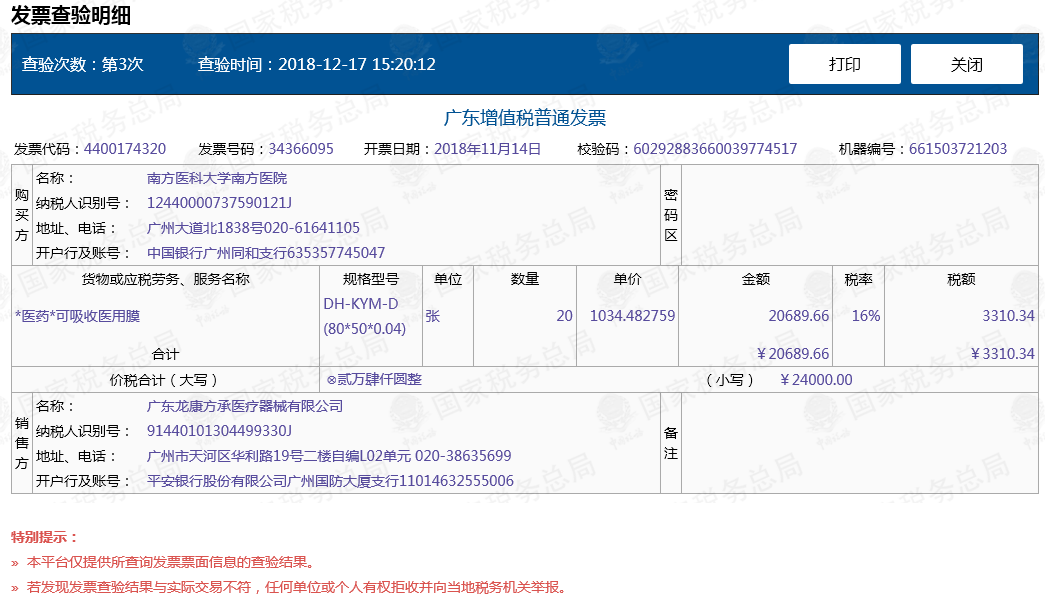 发票查验明细
查验次数：第3次 查验时间：2018-12-17 15:20:12 打印 关闭
广东增值税普通发票
发票代码：4400174320 发票号码：34366095 开票日期：2018年11月14日 校验码：60292883660039774517 机器编号：661503721203
购买方
名称： 南方医科大学南方医院
纳税人识别号： 12440000737590121J
地址、电话： 广州大道北1838号020-61641105
开户行及账号： 中国银行广州同和支行635357745047
密码区
货物或应税劳务、服务名称 规格型号 单位 数量 单价 金额 税率 税额
*医药*可吸收医用膜 DH-KYM-D (80*50*0.04) 张 20 1034.482759 20689.66 16% 3310.34
合计 ￥20689.66 ￥3310.34
价税合计（大写） ⊗贰万肆仟圆整 （小写） ￥24000.00
销售方
名称： 广东龙康方承医疗器械有限公司
纳税人识别号： 91440101304499330J
地址、电话： 广州市天河区华利路19号二楼自编L02单元 020-38635699
开户行及账号： 平安银行股份有限公司广州国防大厦支行11014632555006
备注
特别提示：
» 本平台仅提供所查询发票票面信息的查验结果。
» 若发现发票查验结果与实际交易不符，任何单位或个人有权拒收并向当地税务机关举报。
国家税务总局